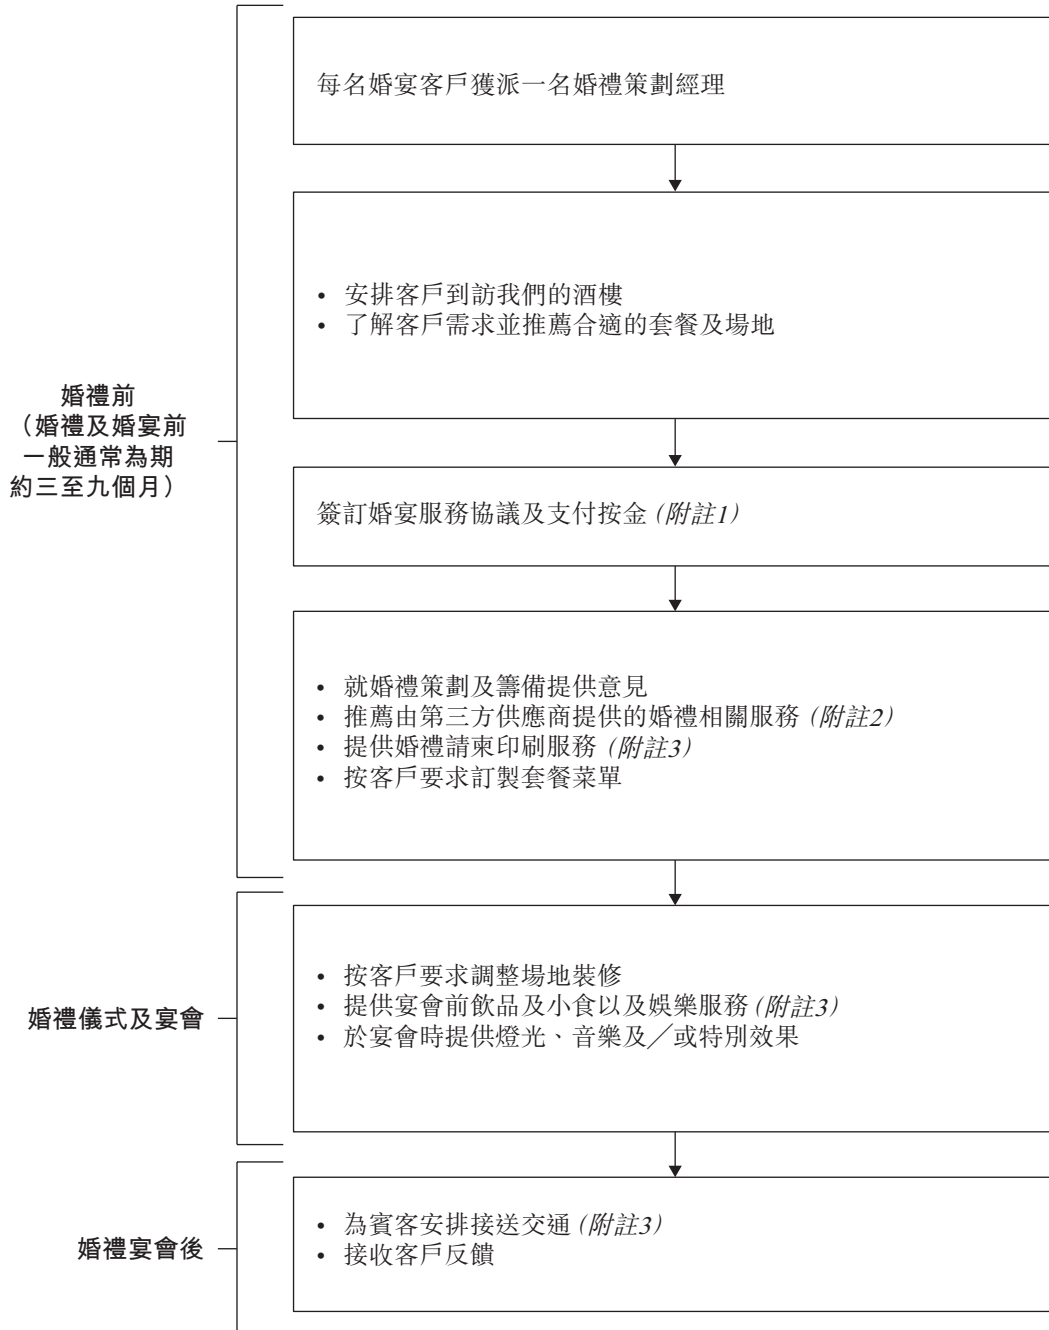 每名婚宴客戶獲派一名婚禮策劃經理
• 安排客戶到訪我們的酒樓
• 了解客戶需求並推薦合適的套餐及場地
婚禮前
（婚禮及婚宴前
一般通常為期
約三至九個月）
簽訂婚宴服務協議及支付按金（附註1）
• 就婚禮策劃及籌備提供意見
• 推薦由第三方供應商提供的婚禮相關服務（附註2）
• 提供婚禮請柬印刷服務（附註3）
• 按客戶要求訂製套餐菜單
婚禮儀式及宴會
• 按客戶要求調整場地裝修
• 提供宴會前飲品及小食以及娛樂服務（附註3）
• 於宴會時提供燈光、音樂及／或特別效果
婚禮宴會後
• 為賓客安排接送交通（附註3）
• 接收客戶反饋